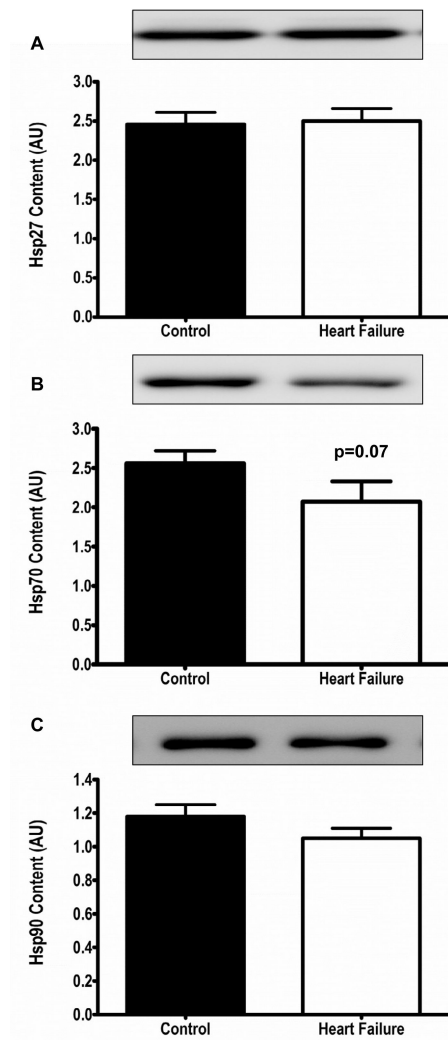 A
Hsp27 Content (AU)
3.0
2.5
2.0
1.5
1.0
0.5
0.0
Control Heart Failure
B
Hsp70 Content (AU)
3.0
2.5
2.0
1.5
1.0
0.5
0.0
p=0.07
Control Heart Failure
C
Hsp90 Content (AU)
1.4
1.2
1.0
0.8
0.6
0.4
0.2
0.0
Control Heart Failure